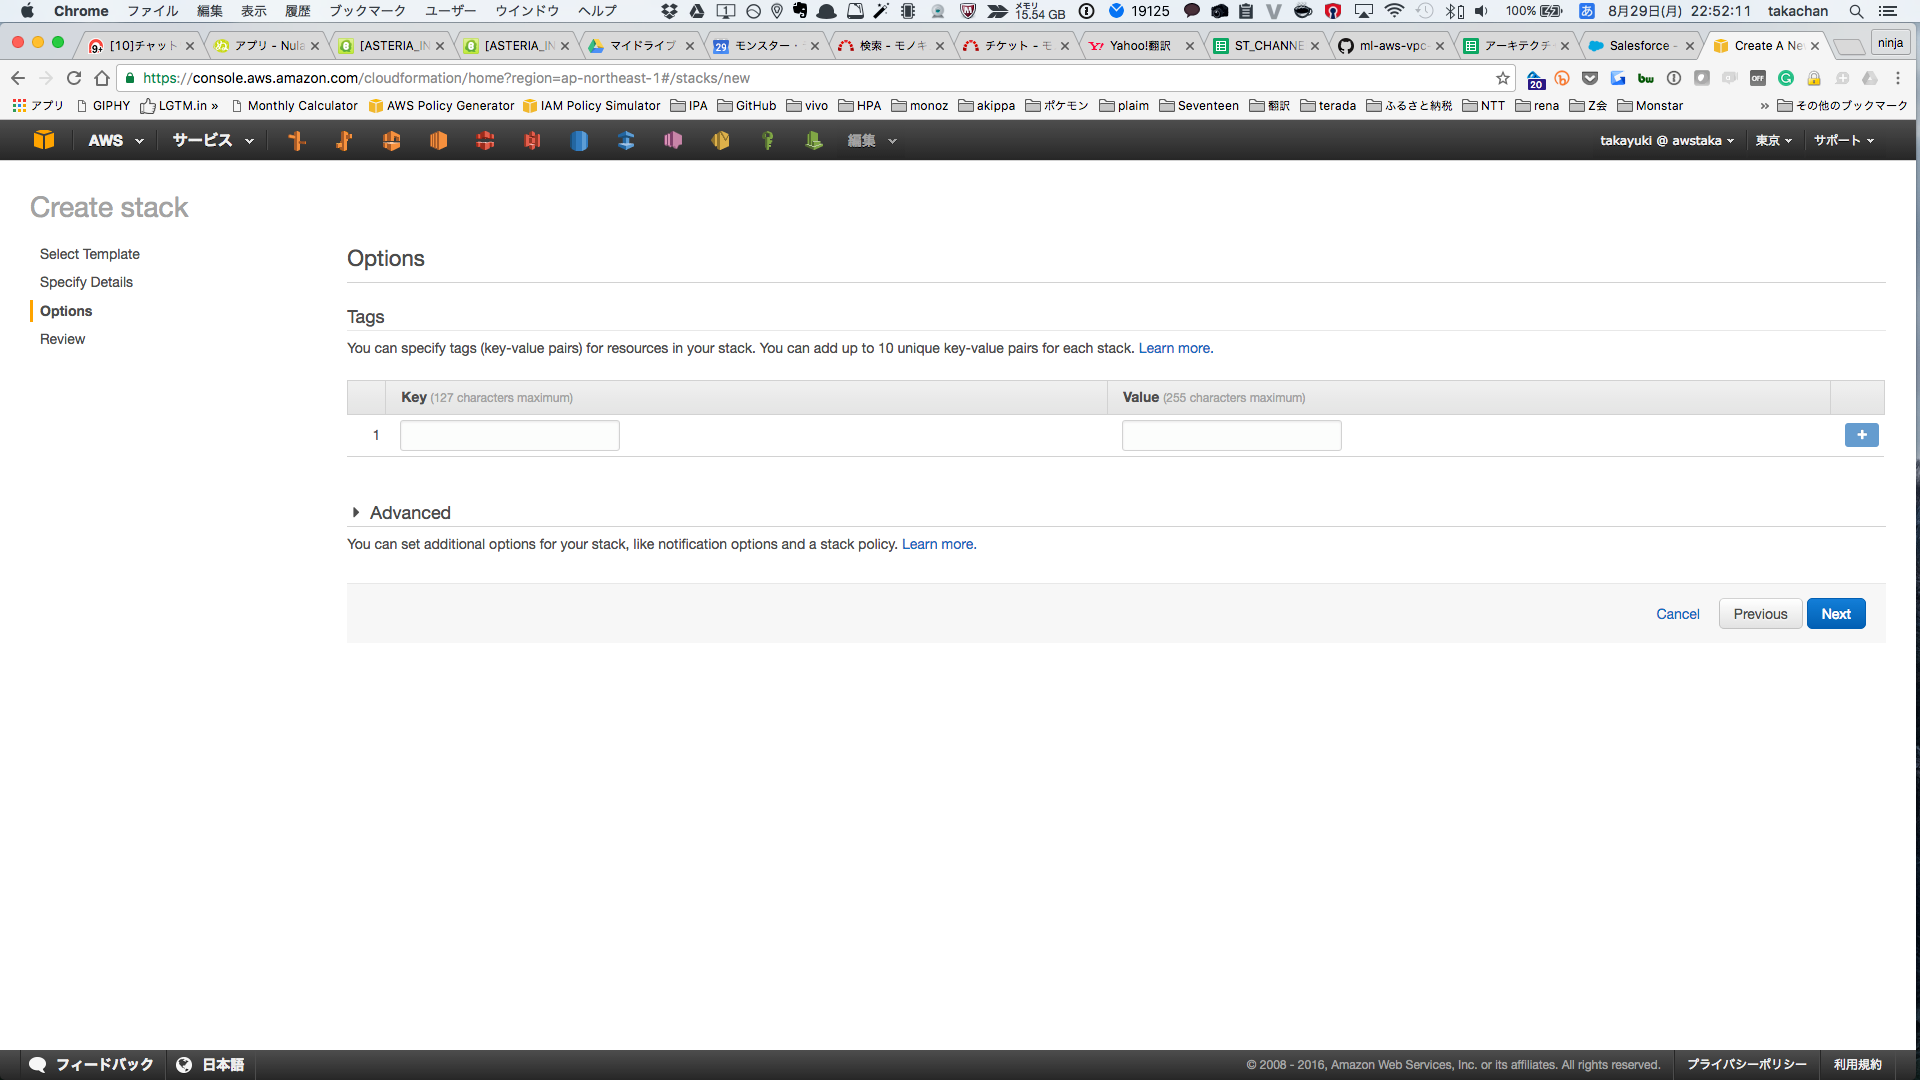 Chrome ファイル 編集 表示 履歴 ブックマーク ユーザー ウインドウ ヘルプ メモリ 15.54 GB 19125 100% あ 8月29日(月) 22:52:11 takachan
[10]チャット アプリ - Nula [ASTERIA_IN [ASTERIA_IN マイドライブ 29 モンスター・ 検索 - モノキ チケット - モ Yahoo!翻訳 ST_CHANNE ml-aws-vpc アーキテクチ Salesforce - Create A Ne ninja
https://console.aws.amazon.com/cloudformation/home?region=ap-northeast-1#/stacks/new 20 bw OFF
アプリ GIPHY LGTM.in » Monthly Calculator AWS Policy Generator IAM Policy Simulator IPA GitHub vivo HPA monoz akippa ポケモン plaim Seventeen 翻訳 terada ふるさと納税 NTT rena Z会 Monstar » その他のブックマーク
AWS サービス 編集 takayuki @ awstaka 東京 サポート
Create stack
Select Template
Specify Details
Options
Review
Options
Tags
You can specify tags (key-value pairs) for resources in your stack. You can add up to 10 unique key-value pairs for each stack. Learn more.
Key (127 characters maximum) Value (255 characters maximum)
1 +
Advanced
You can set additional options for your stack, like notification options and a stack policy. Learn more.
Cancel Previous Next
フィードバック 日本語 © 2008 - 2016, Amazon Web Services, Inc. or its affiliates. All rights reserved. プライバシーポリシー 利用規約